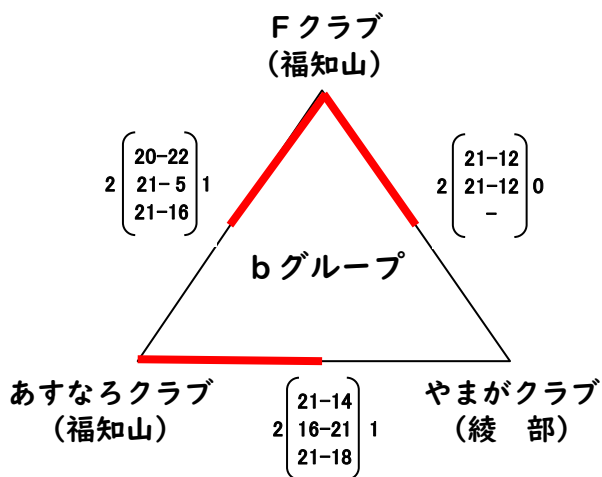 Fクラブ
(福知山)
2 20-22 1
21- 5
21-16
2 21-12 0
21-12
-
bグループ
あすなろクラブ
(福知山)
2 21-14 1
16-21
21-18
やまがクラブ
(綾　部)